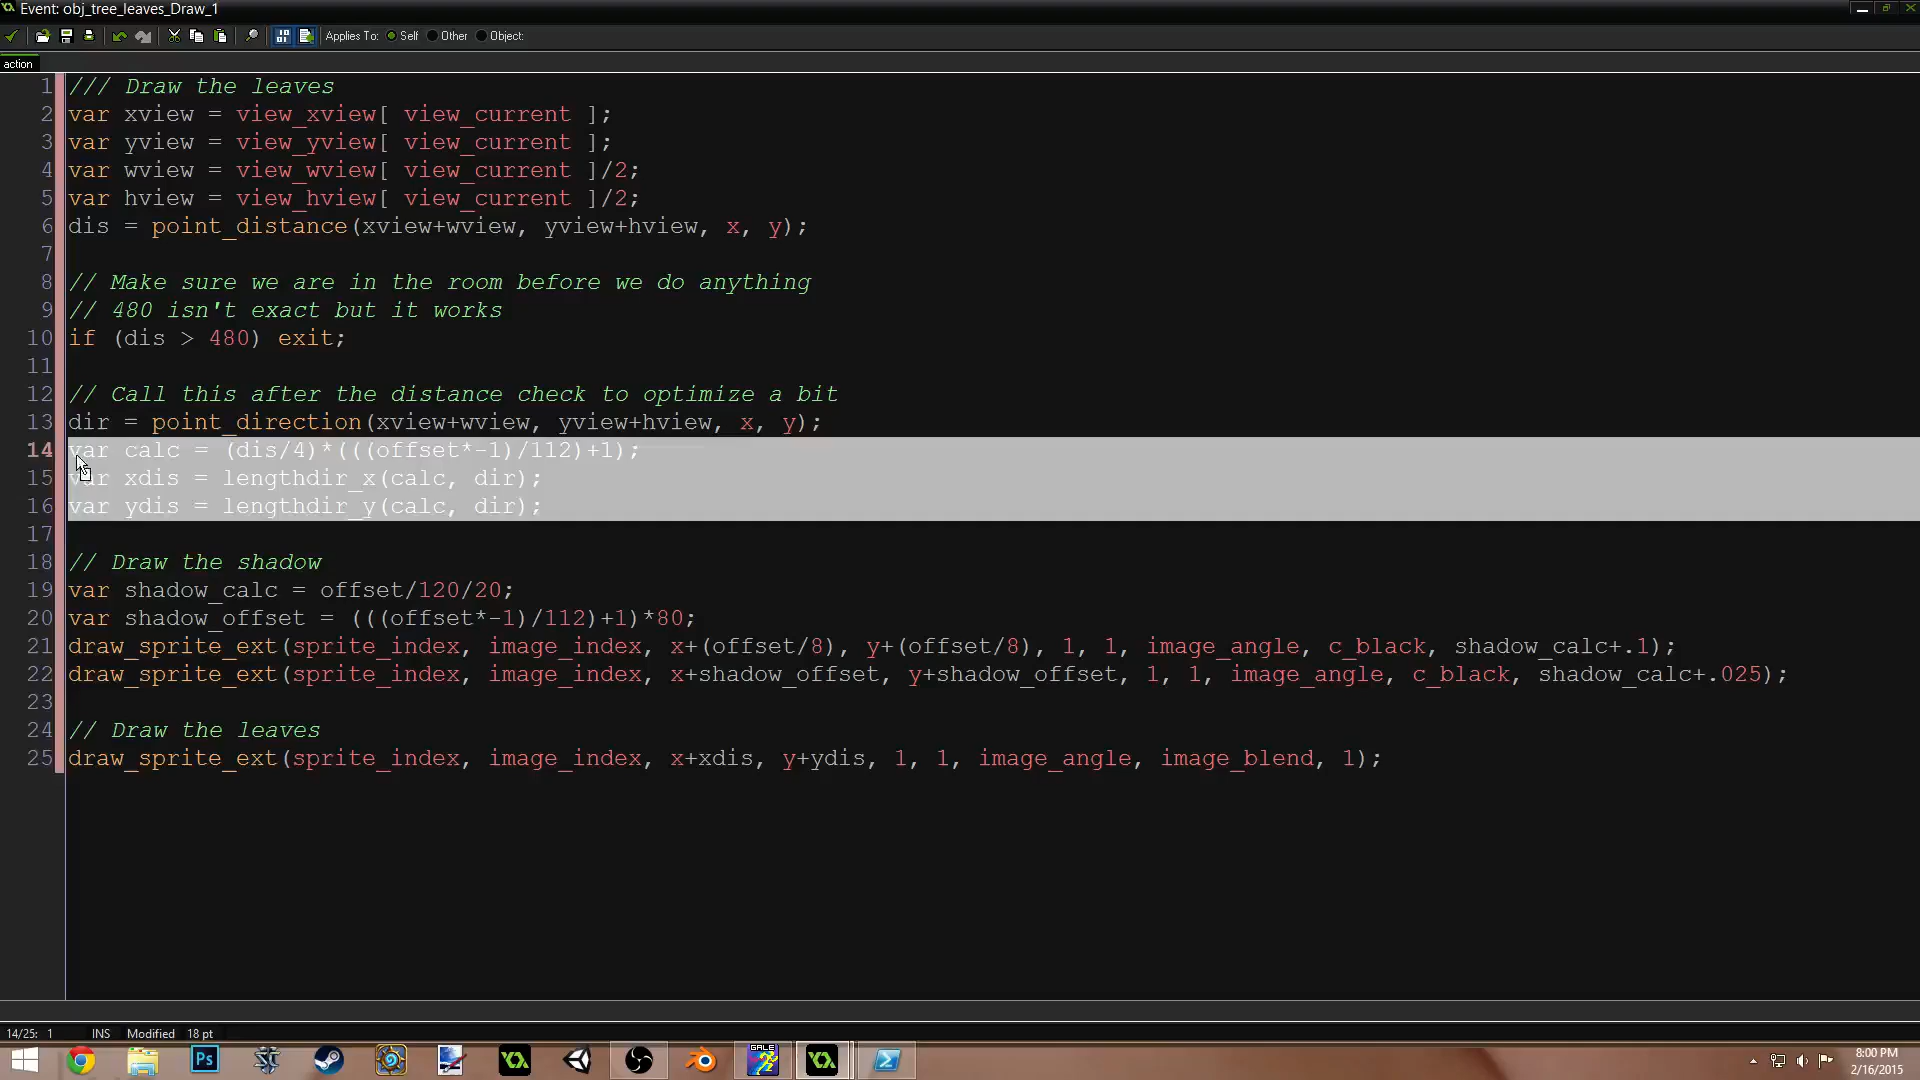 Event: obj_tree_leaves_Draw_1
Applies To: Self Other Object:
action
1 /// Draw the leaves
2 var xview = view_xview[ view_current ];
3 var yview = view_yview[ view_current ];
4 var wview = view_wview[ view_current ]/2;
5 var hview = view_hview[ view_current ]/2;
6 dis = point_distance(xview+wview, yview+hview, x, y);
7
8 // Make sure we are in the room before we do anything
9 // 480 isn't exact but it works
10 if (dis > 480) exit;
11
12 // Call this after the distance check to optimize a bit
13 dir = point_direction(xview+wview, yview+hview, x, y);
14 var calc = (dis/4)*(((offset*-1)/112)+1);
15 var xdis = lengthdir_x(calc, dir);
16 var ydis = lengthdir_y(calc, dir);
17
18 // Draw the shadow
19 var shadow_calc = offset/120/20;
20 var shadow_offset = (((offset*-1)/112)+1)*80;
21 draw_sprite_ext(sprite_index, image_index, x+(offset/8), y+(offset/8), 1, 1, image_angle, c_black, shadow_calc+.1);
22 draw_sprite_ext(sprite_index, image_index, x+shadow_offset, y+shadow_offset, 1, 1, image_angle, c_black, shadow_calc+.025);
23
24 // Draw the leaves
25 draw_sprite_ext(sprite_index, image_index, x+xdis, y+ydis, 1, 1, image_angle, image_blend, 1);
14/25: 1 INS Modified 18 pt
Ps
GALE
8:00 PM
2/16/2015